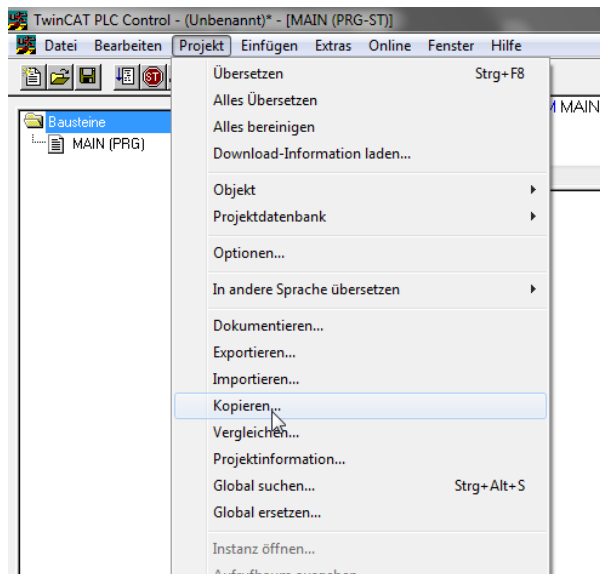 TwinCAT PLC Control - (Unbenannt)* - [MAIN (PRG-ST)]
Datei Bearbeiten Projekt Einfügen Extras Online Fenster Hilfe
Übersetzen Strg+F8
Alles Übersetzen
Alles bereinigen
Download-Information laden...
Objekt
Projektdatenbank
Optionen...
In andere Sprache übersetzen
Dokumentieren...
Exportieren...
Importieren...
Kopieren...
Vergleichen...
Projektinformation...
Global suchen... Strg+Alt+S
Global ersetzen...
Instanz öffnen...
Bausteine
MAIN (PRG)
MAIN